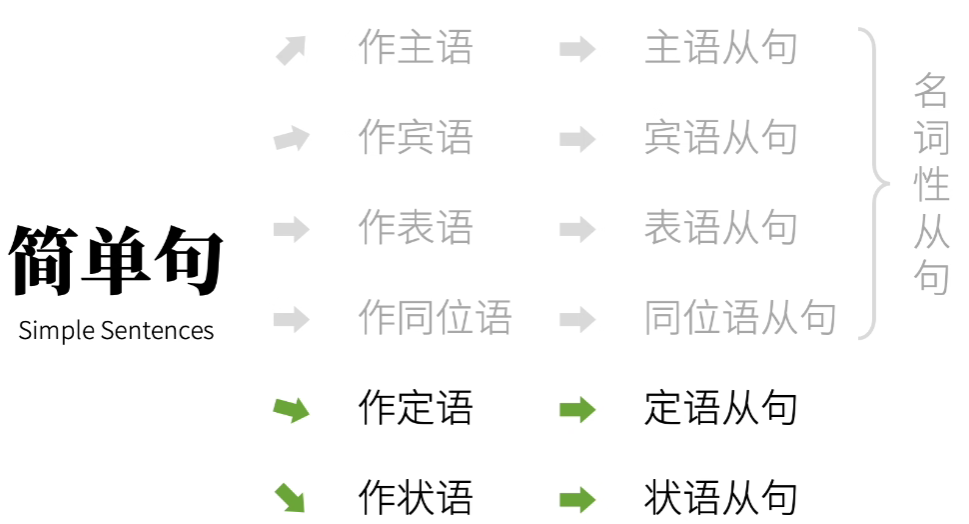 作主语 主语从句
作宾语 宾语从句
作表语 表语从句
作同位语 同位语从句
名词性从句
简单句
Simple Sentences
作定语 定语从句
作状语 状语从句